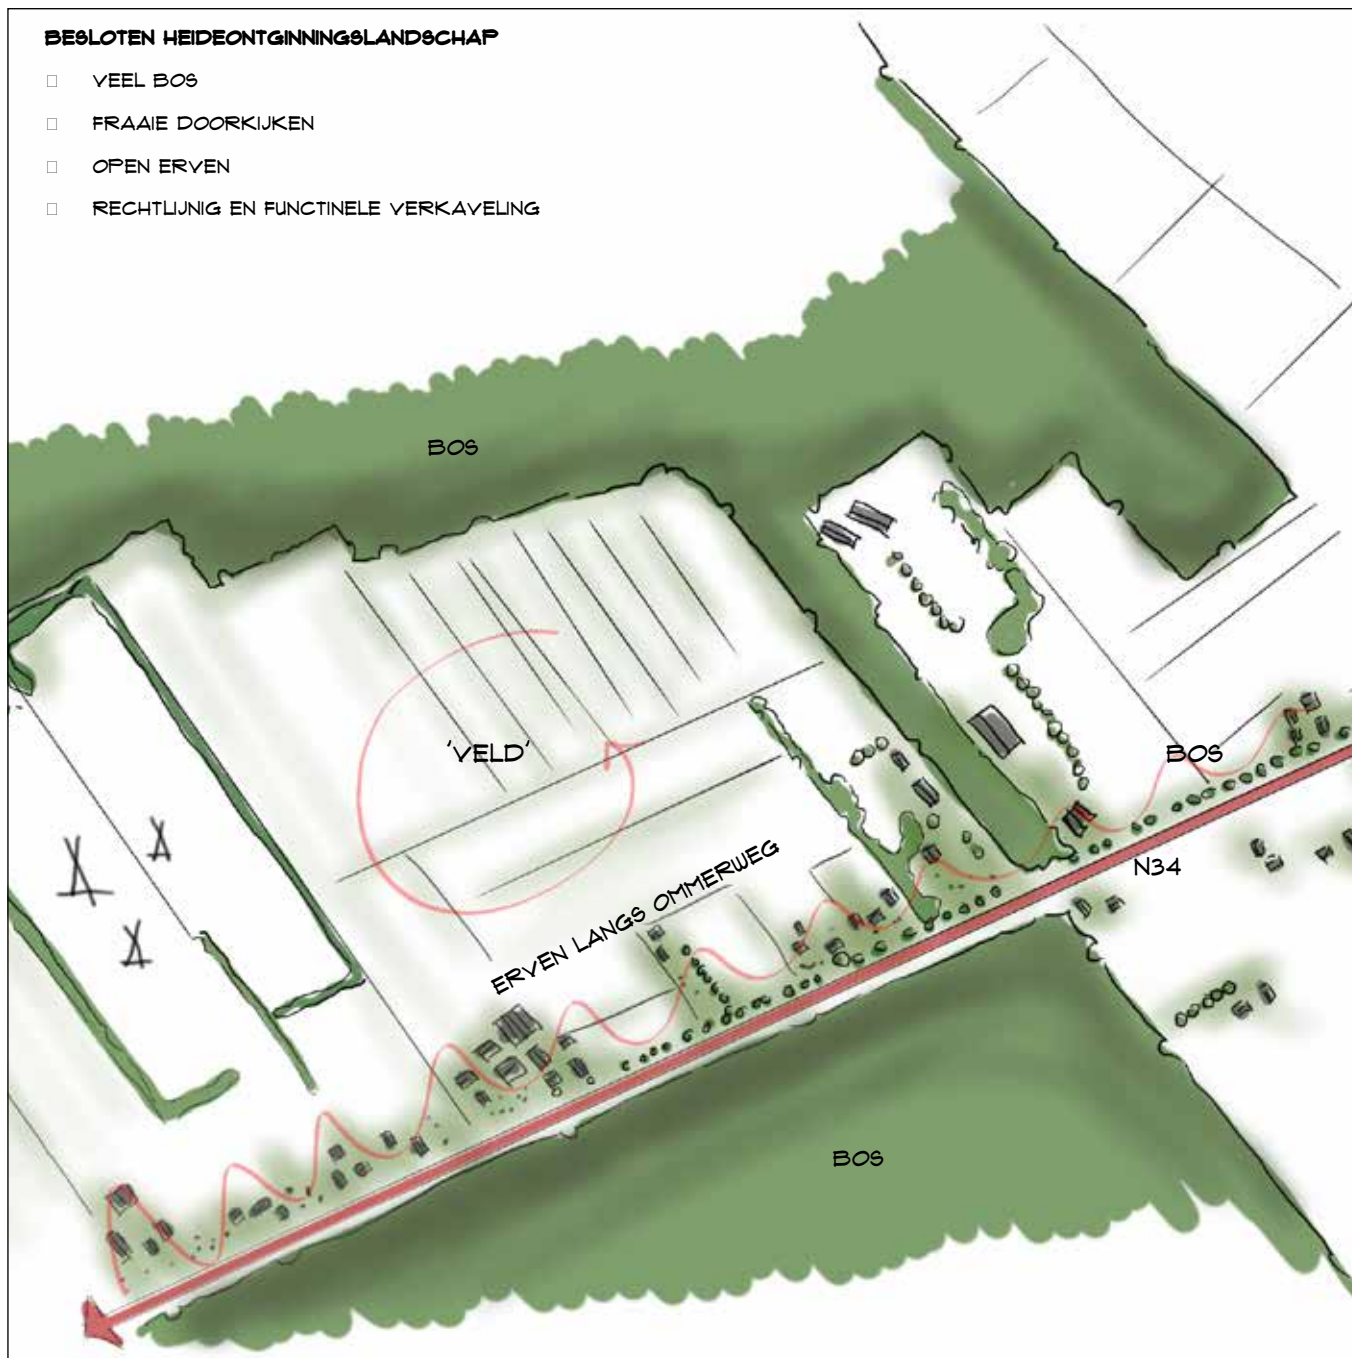 BESLOTEN HEIDEONTGINNINGSLANDSCHAP
VEEL BOS
FRAAIE DOORKIJKEN
OPEN ERVEN
RECHTLIJNIG EN FUNCTINELE VERKAVELING
BOS
'VELD'
BOS
N34
ERVEN LANGS OMMERWEG
BOS